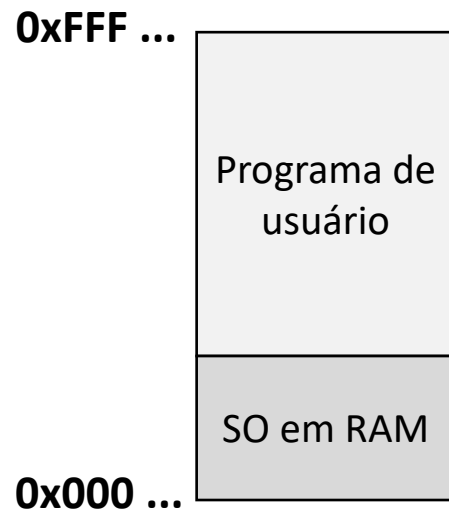 0xFFF ...
Programa de
usuário
SO em RAM
0x000 ...